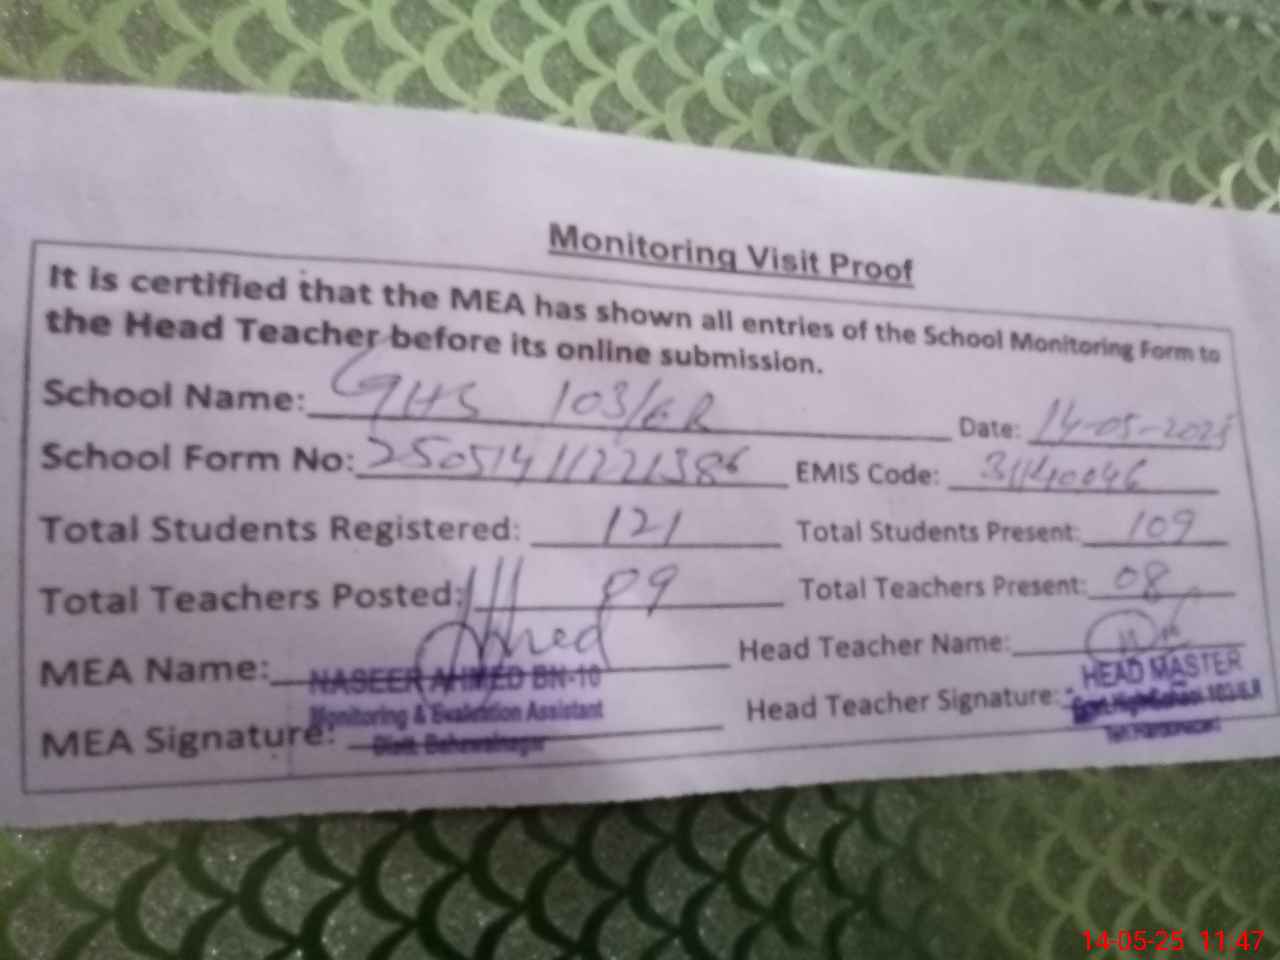 Monitoring Visit Proof
It is certified that the MEA has shown all entries of the School Monitoring Form to
the Head Teacher before its online submission.
School Name: GHS 103/6R Date: 14-05-2025
School Form No: 25051411221386 EMIS Code: 31140046
Total Students Registered: 121 Total Students Present: 109
Total Teachers Posted: 09 Total Teachers Present: 08
MEA Name: Head Teacher Name:
NASEER AHMED BN-10 HEAD MASTER
Monitoring & Evaluation Assistant
MEA Signature: Head Teacher Signature:
Distt. Bahawalnagar
14-05-25 11:47